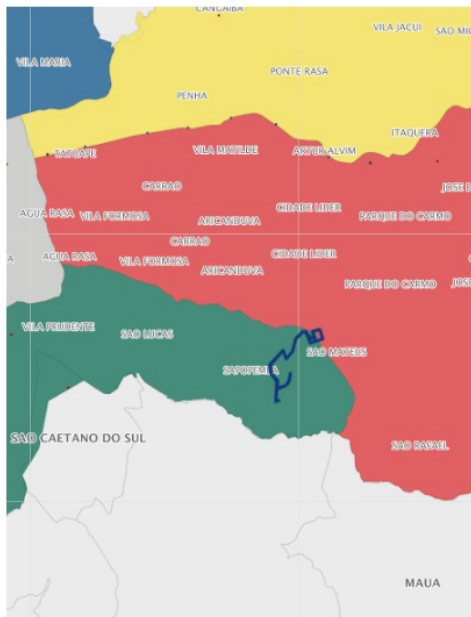 CANGAIBA
VILA JACUI
SAO MIG
VILA MARIA
PONTE RASA
PENHA
ITAQUERA
TATUAPE
VILA MATILDE
ARTUR ALVIM
CARRAO
JOSE B
CIDADE LIDER
AGUA RASA
VILA FORMOSA
ARICANDUVA
PARQUE DO CARMO
CARRAO
AGUA RASA
VILA FORMOSA
CIDADE LIDER
ARICANDUVA
PARQUE DO CARMO
JOSE
VILA PRUDENTE
SAO LUCAS
SAO MATEUS
SAPOPEMBA
SAO CAETANO DO SUL
SAO RAFAEL
MAUA